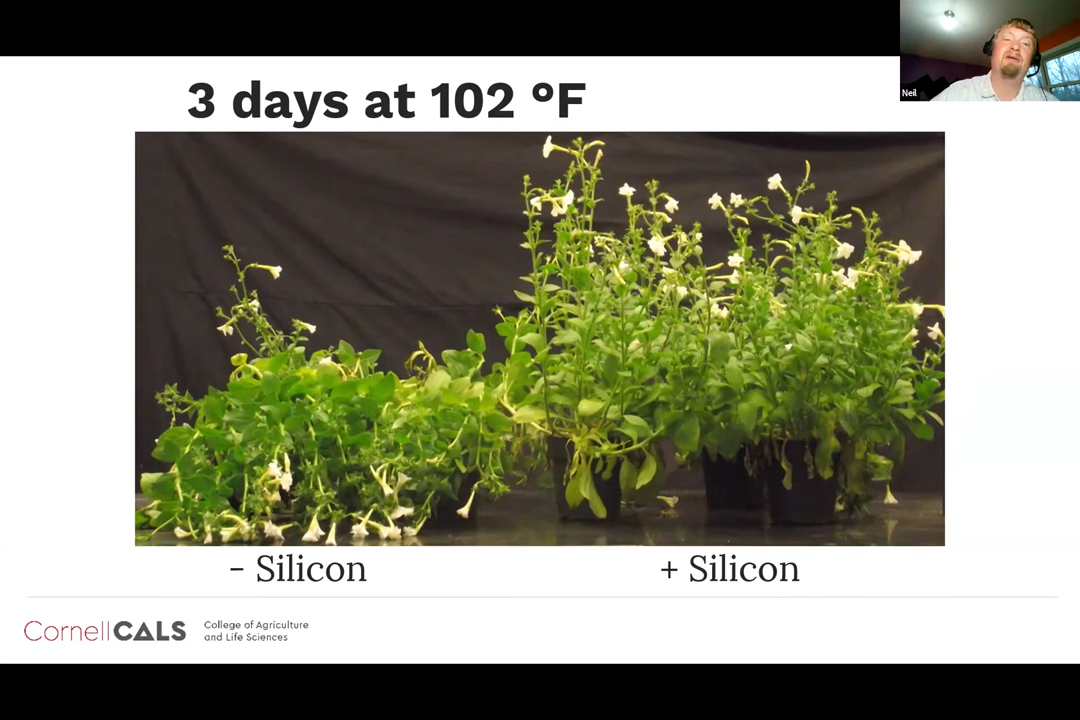 3 days at 102 °F
Neil
- Silicon
+ Silicon
CornellCALS
College of Agriculture
and Life Sciences